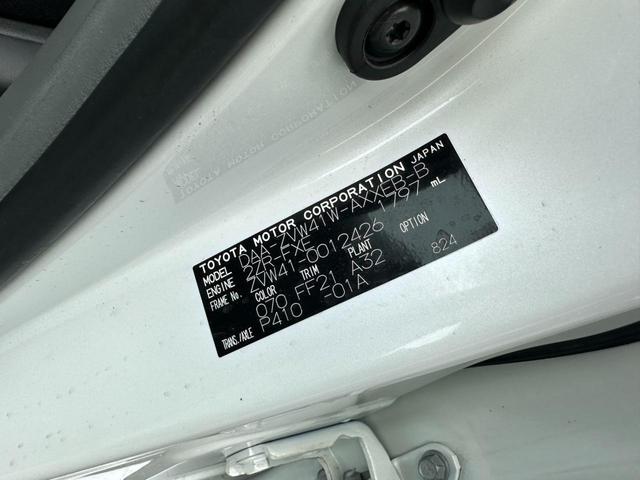 TOYOTA MOTOR CORPORATION JAPAN
MODEL DAA-ZVW41W-AXXEB-B
ENGINE 2ZR-FXE 1797 mL
FRAME No. ZVW41-0012426
COLOR TRIM PLANT OPTION
070 FF21 A32 824
TRANS./AXLE P410 -01A